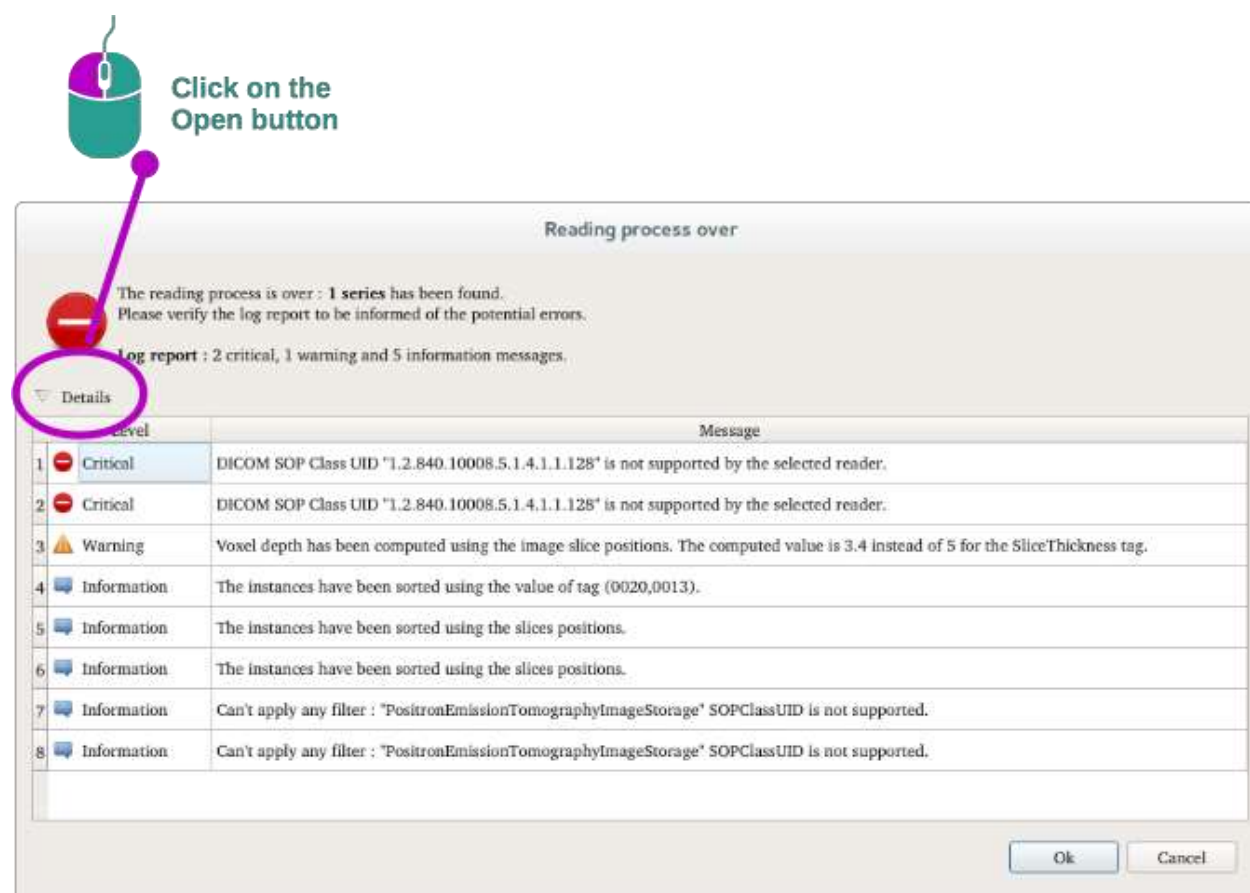 Click on the
Open button
Reading process over
The reading process is over : 1 series has been found.
Please verify the log report to be informed of the potential errors.
Log report : 2 critical, 1 warning and 5 information messages.
Details
Level Message
1 Critical DICOM SOP Class UID "1.2.840.10008.5.1.4.1.1.128" is not supported by the selected reader.
2 Critical DICOM SOP Class UID "1.2.840.10008.5.1.4.1.1.128" is not supported by the selected reader.
3 Warning Voxel depth has been computed using the image slice positions. The computed value is 3.4 instead of 5 for the SliceThickness tag.
4 Information The instances have been sorted using the value of tag (0020,0013).
5 Information The instances have been sorted using the slices positions.
6 Information The instances have been sorted using the slices positions.
7 Information Can't apply any filter : "PositronEmissionTomographyImageStorage" SOPClassUID is not supported.
8 Information Can't apply any filter : "PositronEmissionTomographyImageStorage" SOPClassUID is not supported.
Ok Cancel